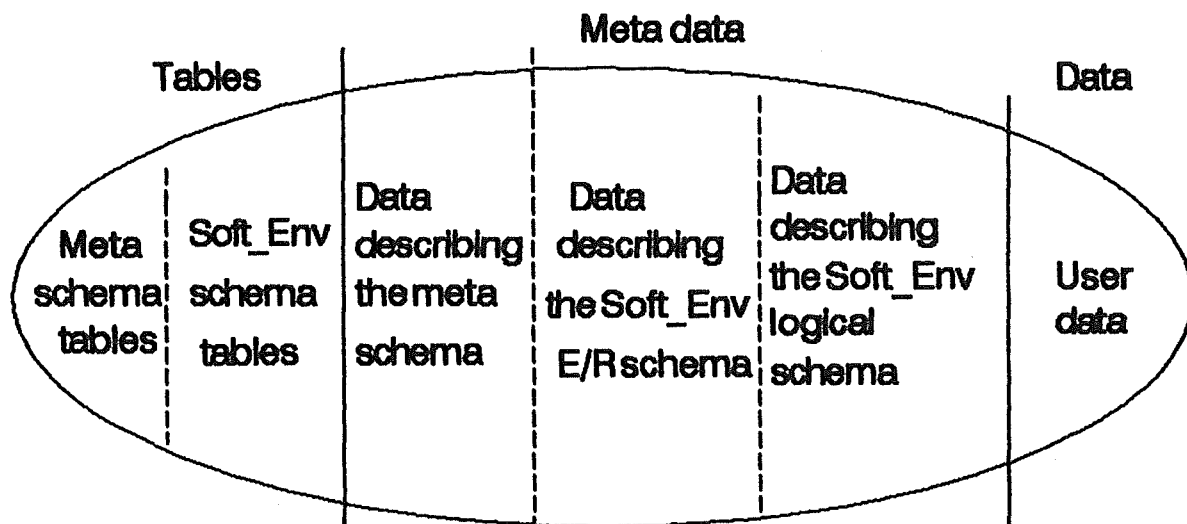 Meta data
Tables
Data
Meta
schema
tables
Soft_Env
schema
tables
Data
describing
the meta
schema
Data
describing
the Soft_Env
E/R schema
Data
describing
the Soft_Env
logical
schema
User
data